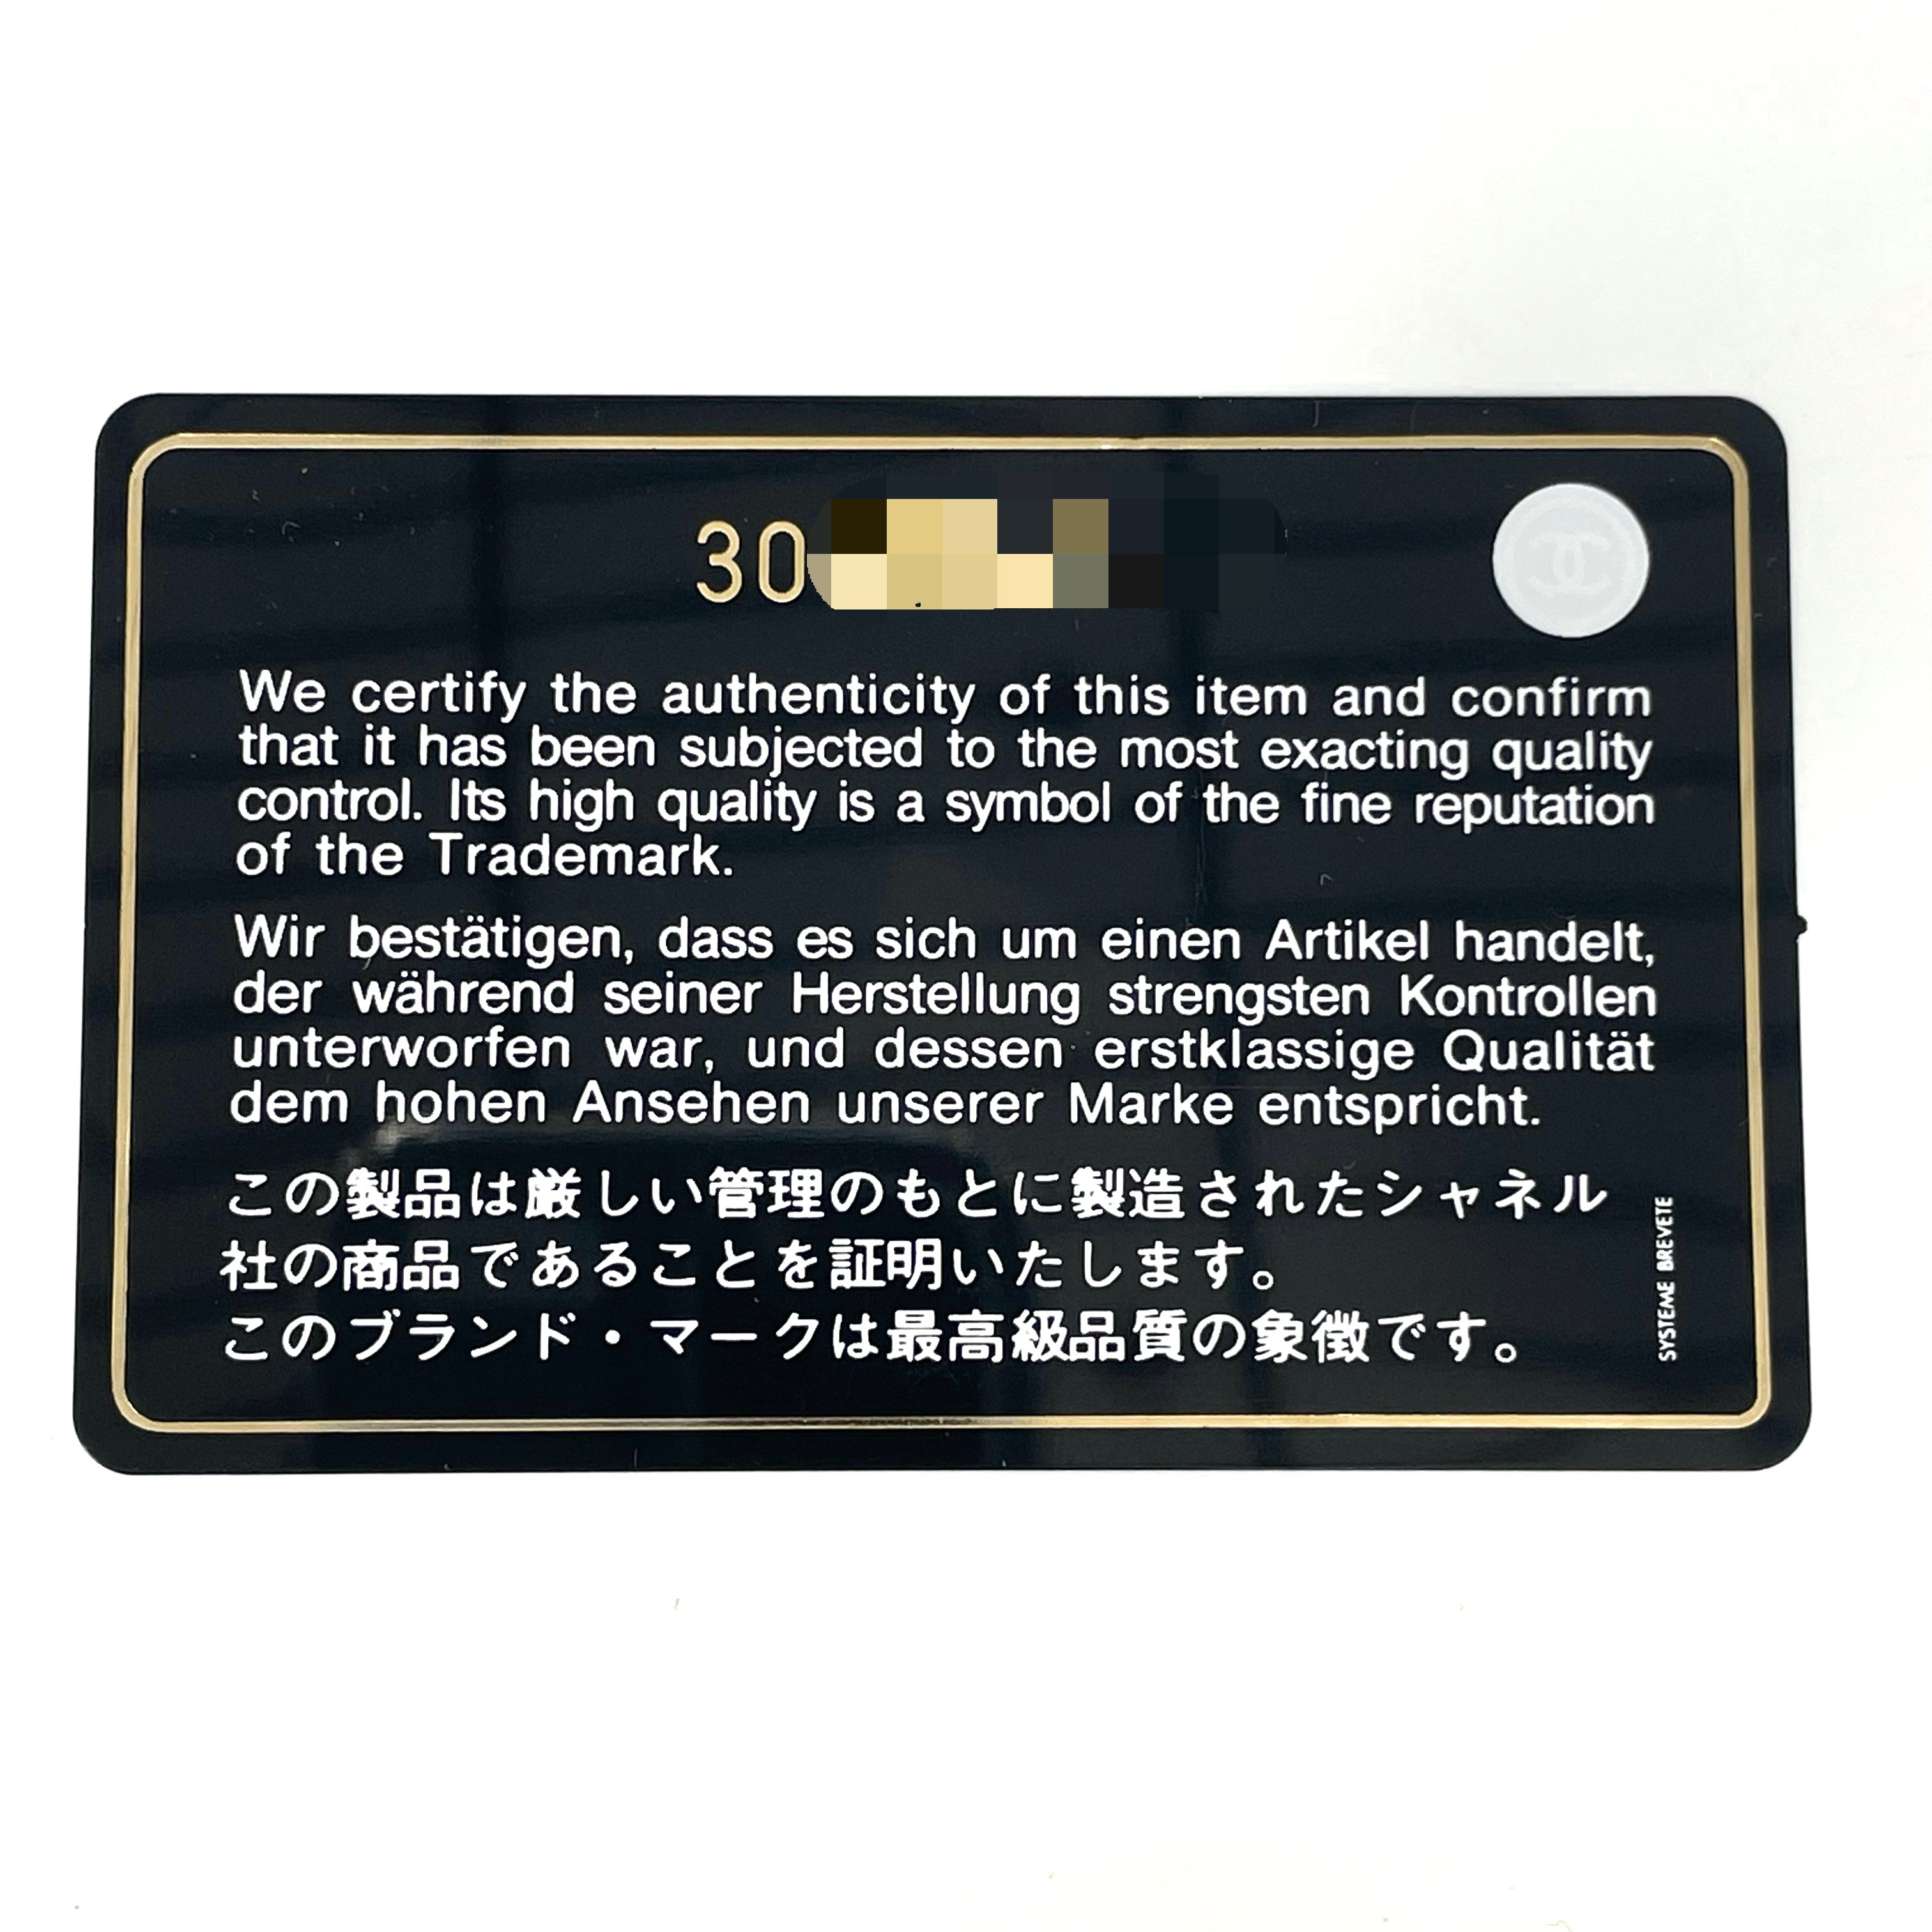 30
We certify the authenticity of this item and confirm
that it has been subjected to the most exacting quality
control. Its high quality is a symbol of the fine reputation
of the Trademark.
Wir bestätigen, dass es sich um einen Artikel handelt,
der während seiner Herstellung strengsten Kontrollen
unterworfen war, und dessen erstklassige Qualität
dem hohen Ansehen unserer Marke entspricht.
この製品は厳しい管理のもとに製造されたシャネル
社の商品であることを証明いたします。
このブランド・マークは最高級品質の象徴です。
SYSTEME BREVETE